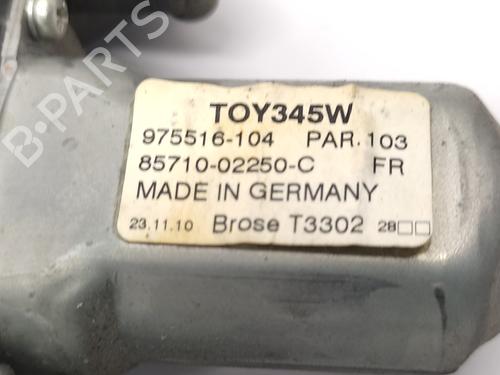 B-PARTS
TOY345W
975516-104 PAR.103
85710-02250-C FR
MADE IN GERMANY
23.11.10 Brose T3302 28□□